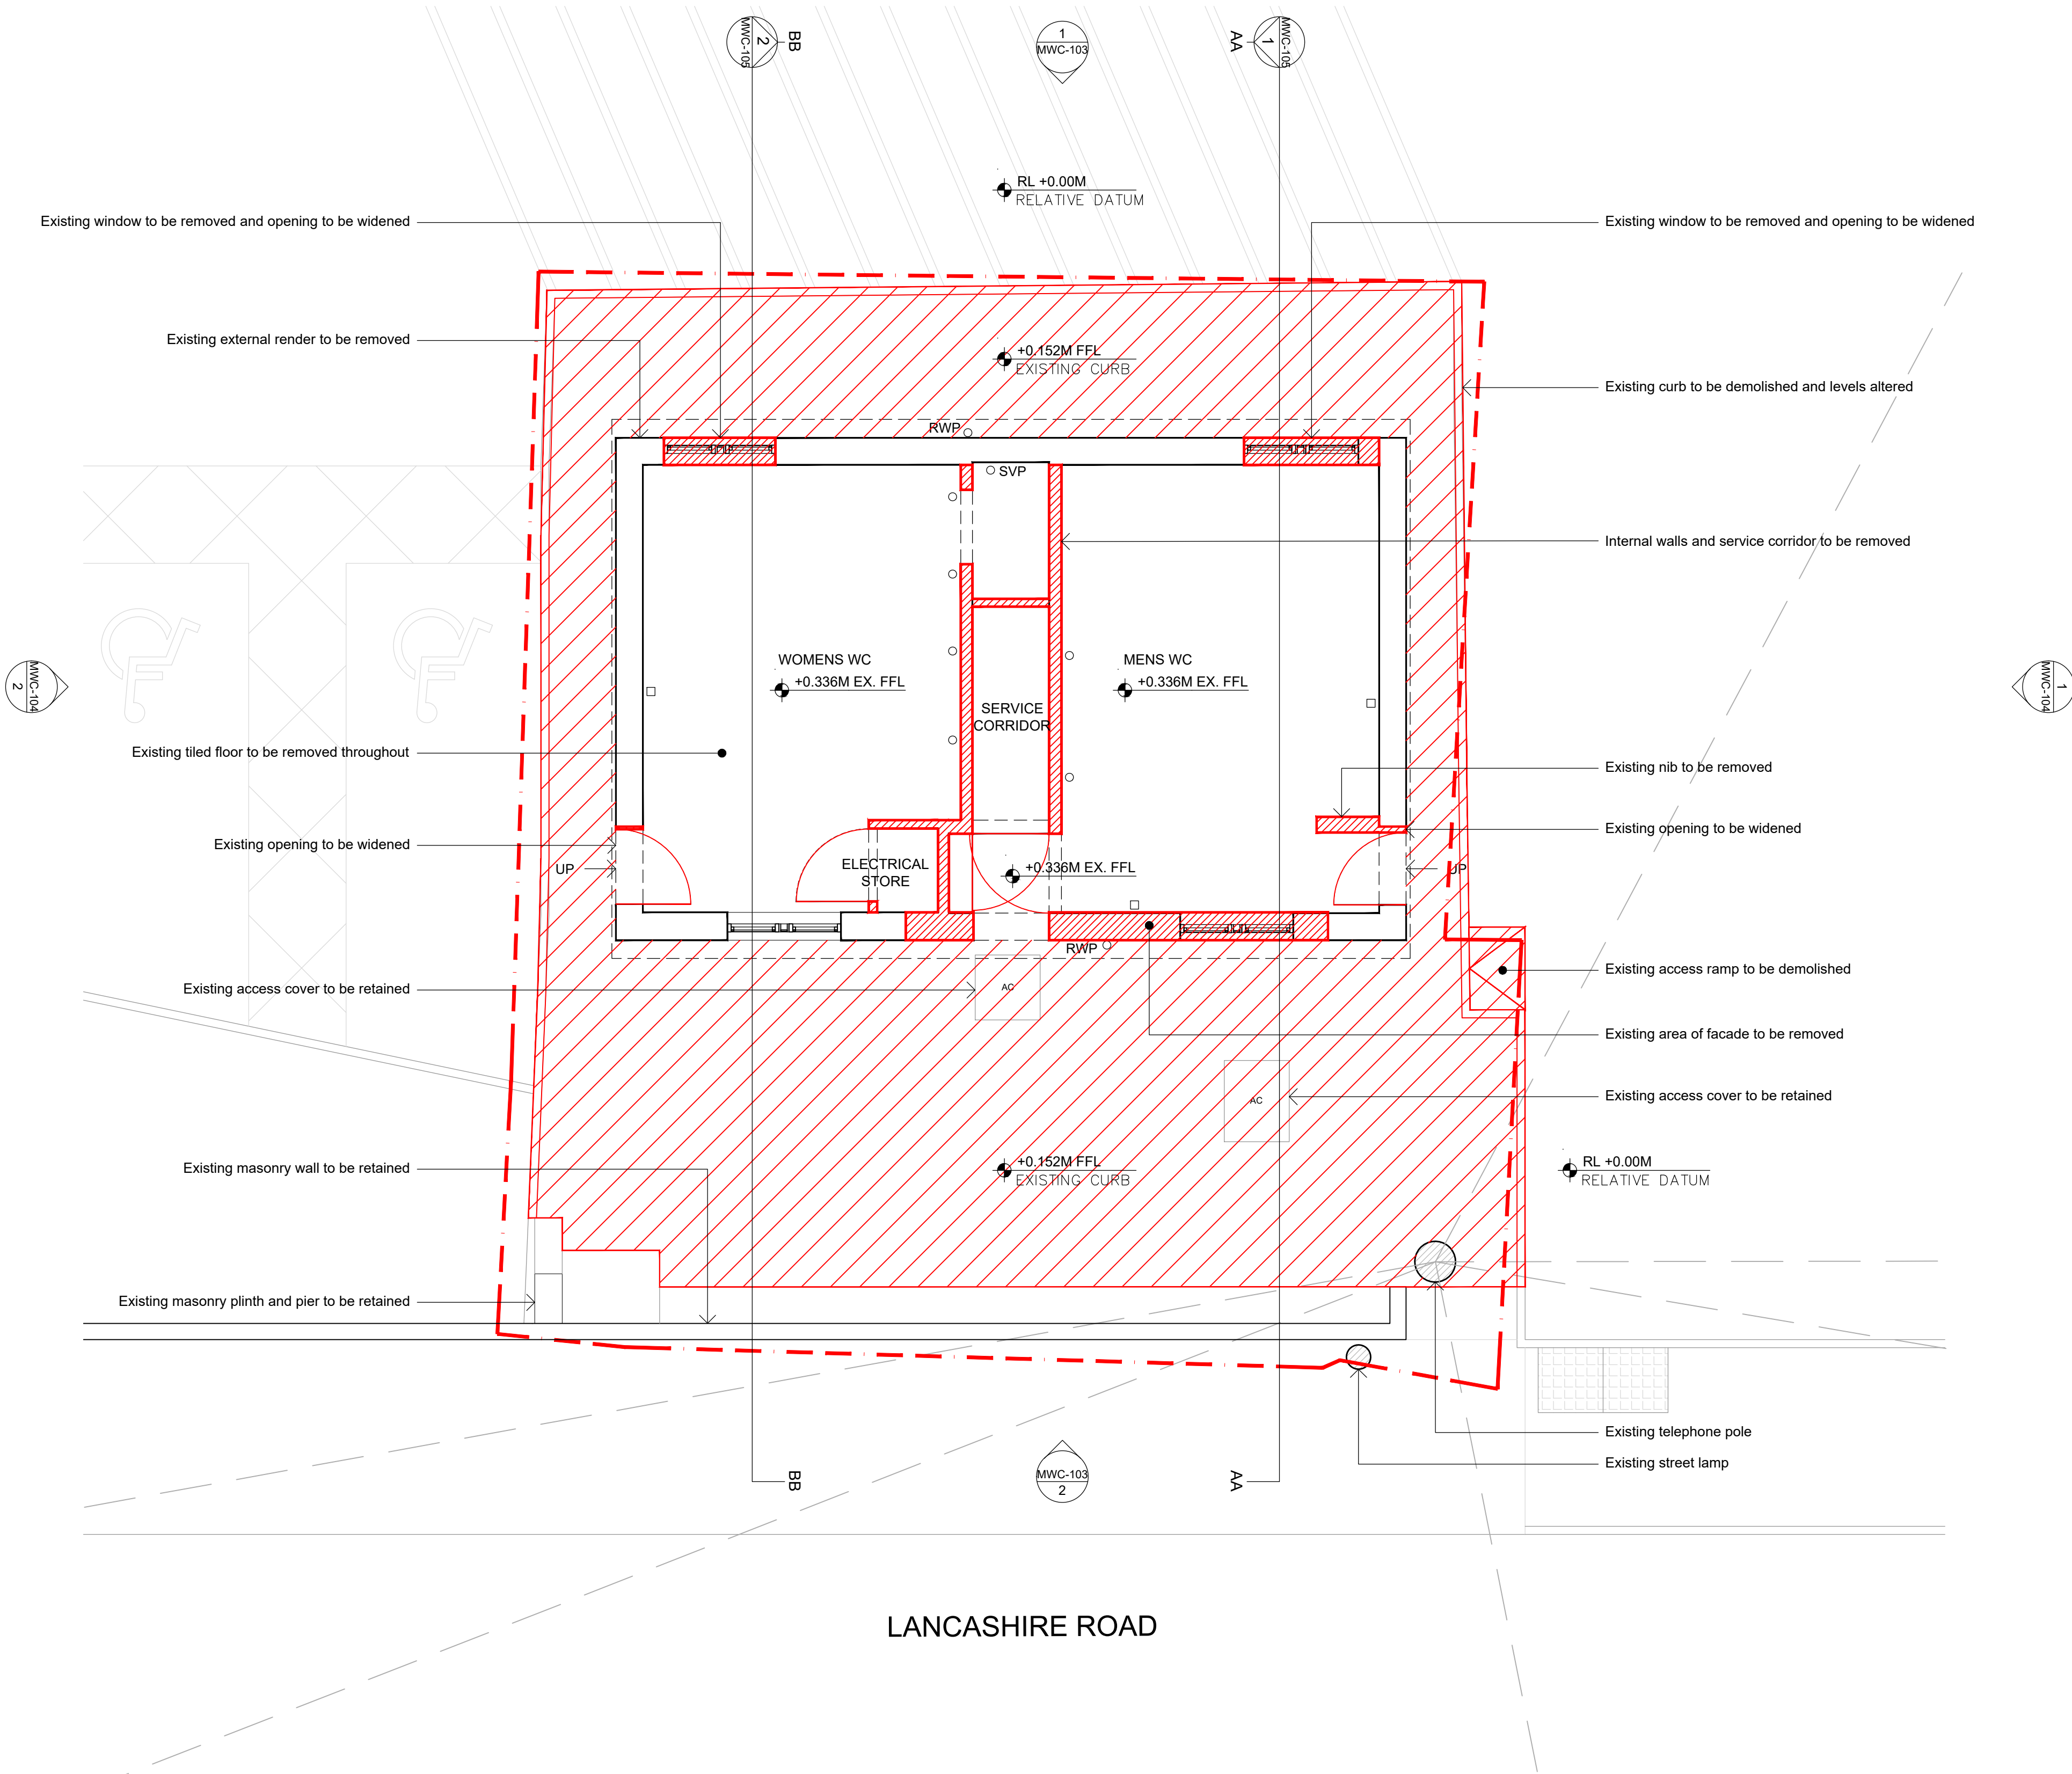 BB
2
MWC-105
1
MWC-103
AA
1
MWC-105
RL +0.00M
RELATIVE DATUM
Existing window to be removed and opening to be widened
Existing window to be removed and opening to be widened
Existing external render to be removed
+0.152M FFL
EXISTING CURB
Existing curb to be demolished and levels altered
RWP
SVP
Internal walls and service corridor to be removed
WOMENS WC
+0.336M EX. FFL
MENS WC
+0.336M EX. FFL
MWC-104
2
1
MWC-104
SERVICE
CORRIDOR
Existing tiled floor to be removed throughout
Existing nib to be removed
Existing opening to be widened
Existing opening to be widened
UP
ELECTRICAL
STORE
+0.336M EX. FFL
UP
RWP
Existing access ramp to be demolished
Existing access cover to be retained
AC
Existing area of facade to be removed
AC
Existing access cover to be retained
Existing masonry wall to be retained
+0.152M FFL
EXISTING CURB
RL +0.00M
RELATIVE DATUM
Existing masonry plinth and pier to be retained
Existing telephone pole
Existing street lamp
BB
MWC-103
2
AA
LANCASHIRE ROAD